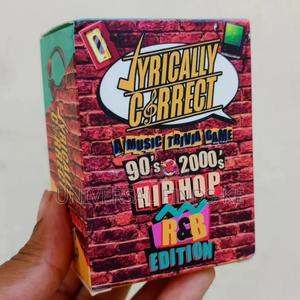 LYRICALLY
CORRECT
A MUSIC TRIVIA GAME
90's 2000's
HIP HOP
R&B
EDITION